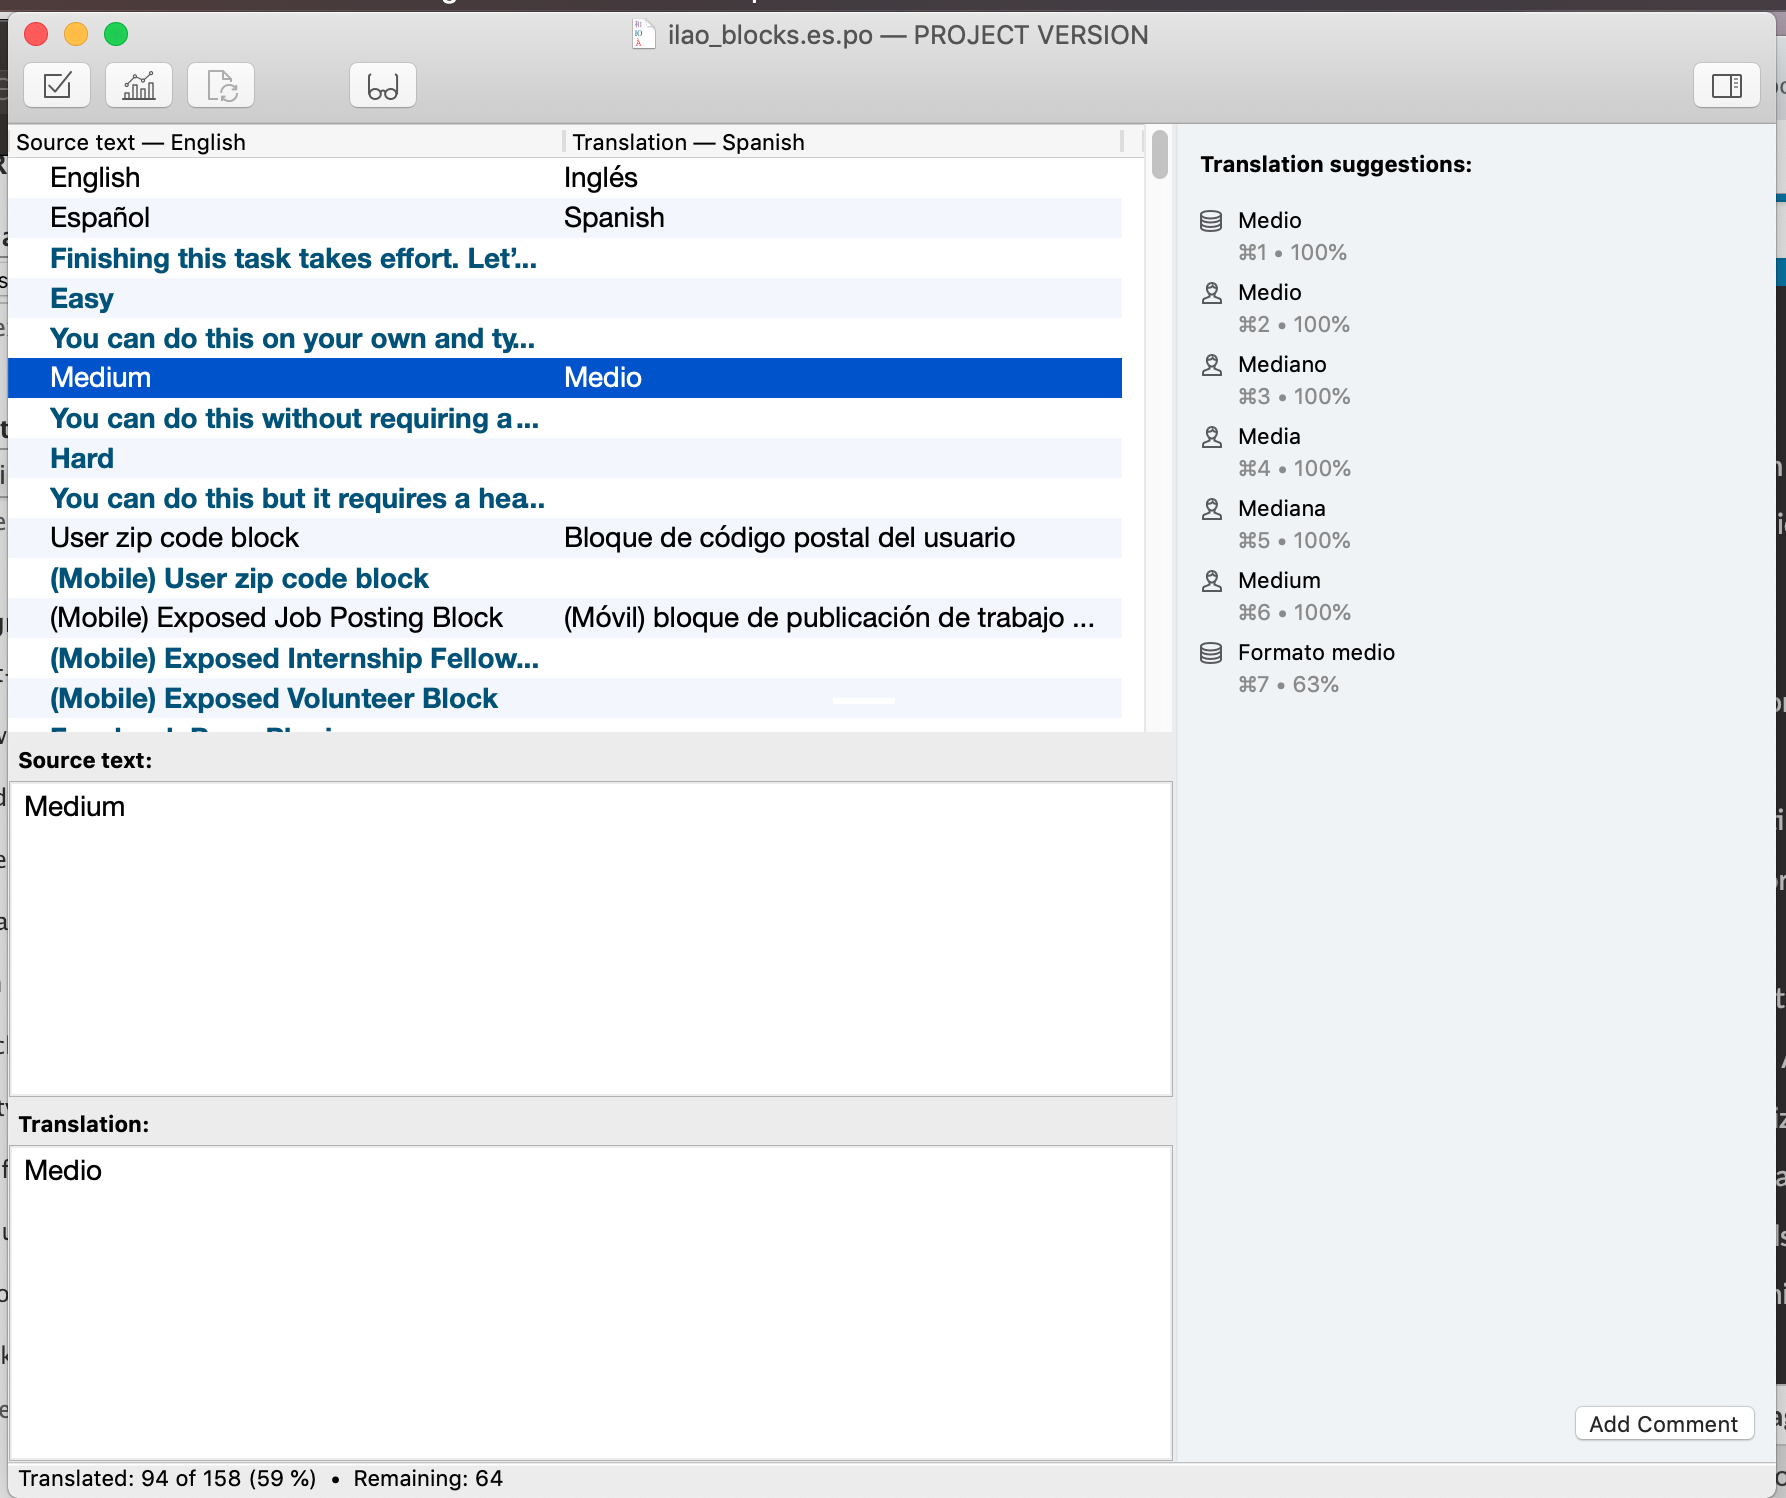 ilao_blocks.es.po — PROJECT VERSION
Source text — English
Translation — Spanish
English
Inglés
Español
Spanish
Finishing this task takes effort. Let’...
Easy
You can do this on your own and ty...
Medium
Medio
You can do this without requiring a...
Hard
You can do this but it requires a hea...
User zip code block
Bloque de código postal del usuario
(Mobile) User zip code block
(Mobile) Exposed Job Posting Block
(Móvil) bloque de publicación de trabajo ...
(Mobile) Exposed Internship Fellow...
(Mobile) Exposed Volunteer Block
Source text:
Medium
Translation:
Medio
Translated: 94 of 158 (59 %) • Remaining: 64
Translation suggestions:
Medio
⌘1 • 100%
Medio
⌘2 • 100%
Mediano
⌘3 • 100%
Media
⌘4 • 100%
Mediana
⌘5 • 100%
Medium
⌘6 • 100%
Formato medio
⌘7 • 63%
Add Comment